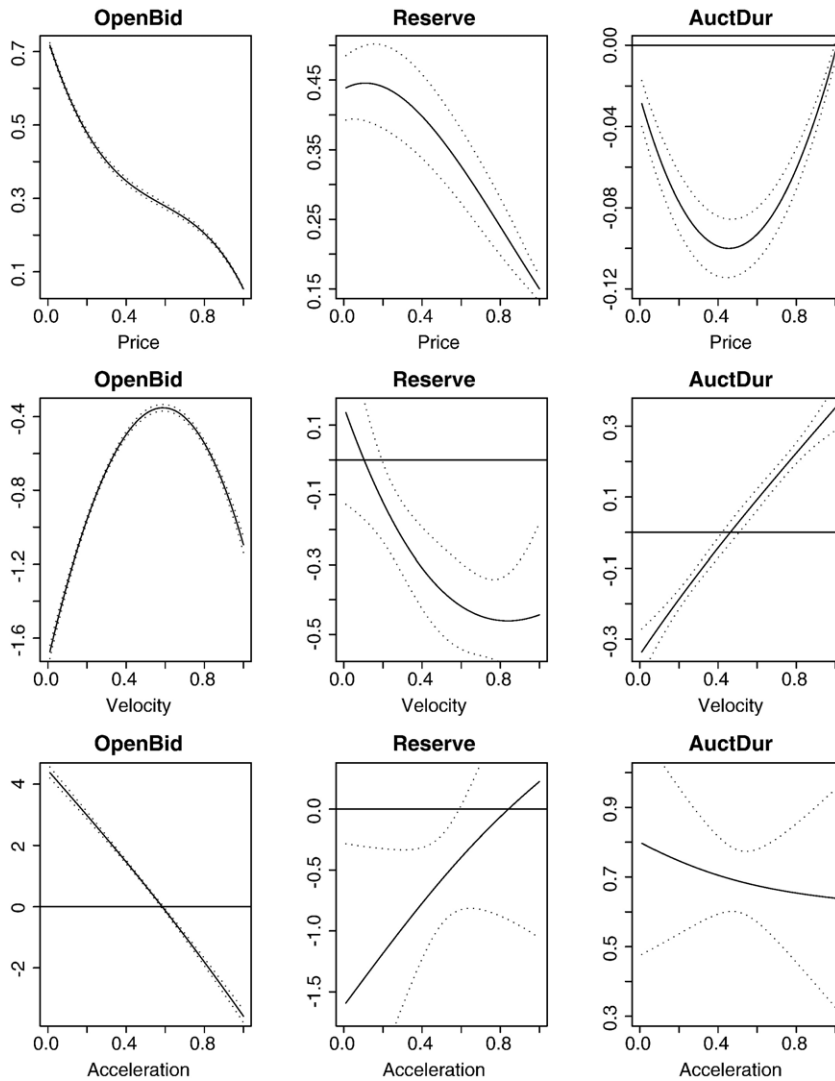 OpenBid Reserve AuctDur
0.7 0.5 0.3 0.1
0.45 0.35 0.25 0.15
0.00 -0.04 -0.08 -0.12
0.0 0.4 0.8 0.0 0.4 0.8 0.0 0.4 0.8
Price Price Price
OpenBid Reserve AuctDur
-0.4 -0.8 -1.2 -1.6
0.1 -0.1 -0.3 -0.5
0.3 0.1 -0.1 -0.3
0.0 0.4 0.8 0.0 0.4 0.8 0.0 0.4 0.8
Velocity Velocity Velocity
OpenBid Reserve AuctDur
4 2 0 -2
0.0 -0.5 -1.0 -1.5
0.9 0.7 0.5 0.3
0.0 0.4 0.8 0.0 0.4 0.8 0.0 0.4 0.8
Acceleration Acceleration Acceleration